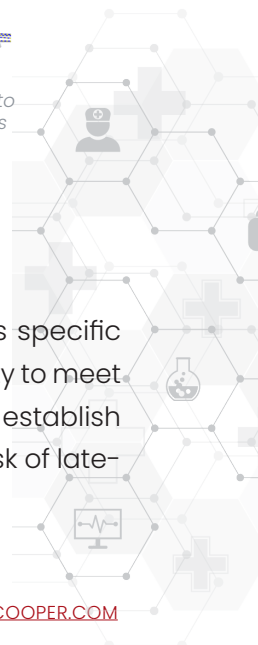 to
s
s specific
y to meet
establish
sk of late-
COOPER.COM